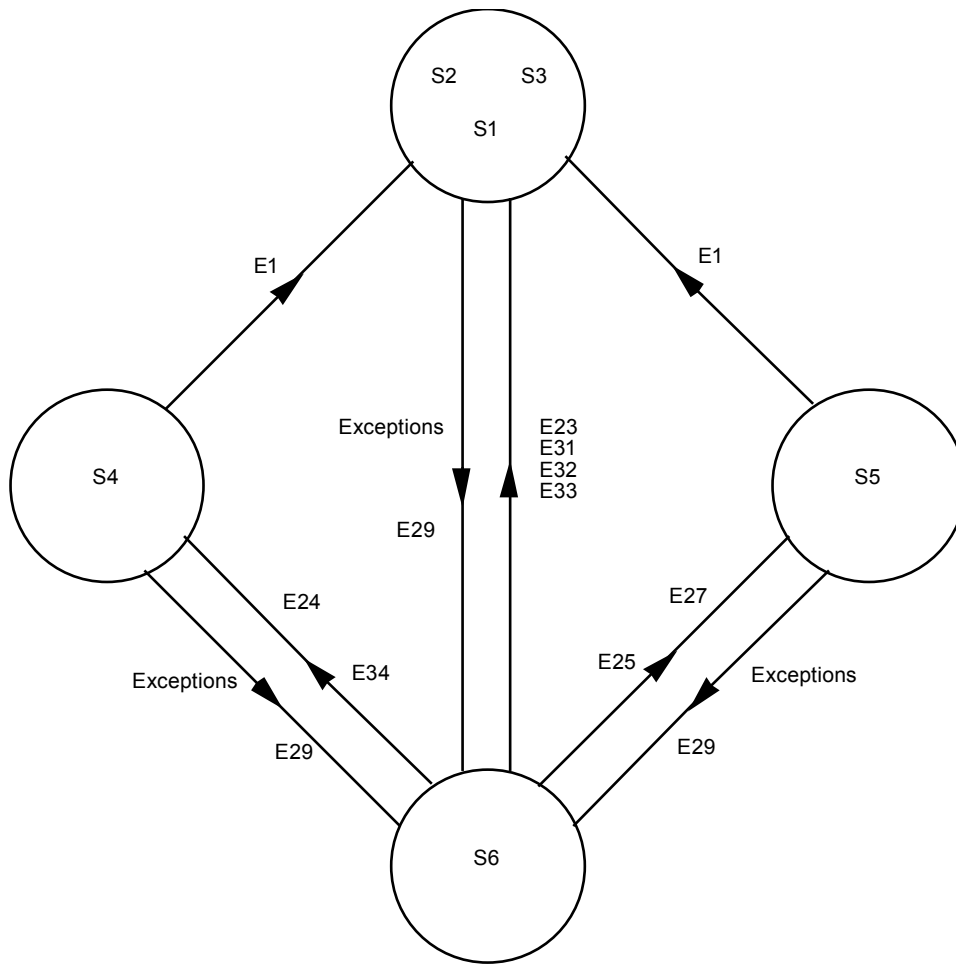 S2 S3
S1
E1 E1
Exceptions E23
E31
E32
E33
S4 S5
E29
E24 E27
E34 E25
Exceptions Exceptions
E29 E29
S6